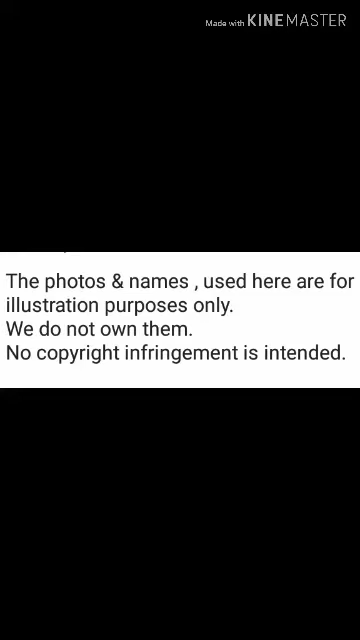 Made with KINEMASTER
The photos & names , used here are for
illustration purposes only.
We do not own them.
No copyright infringement is intended.